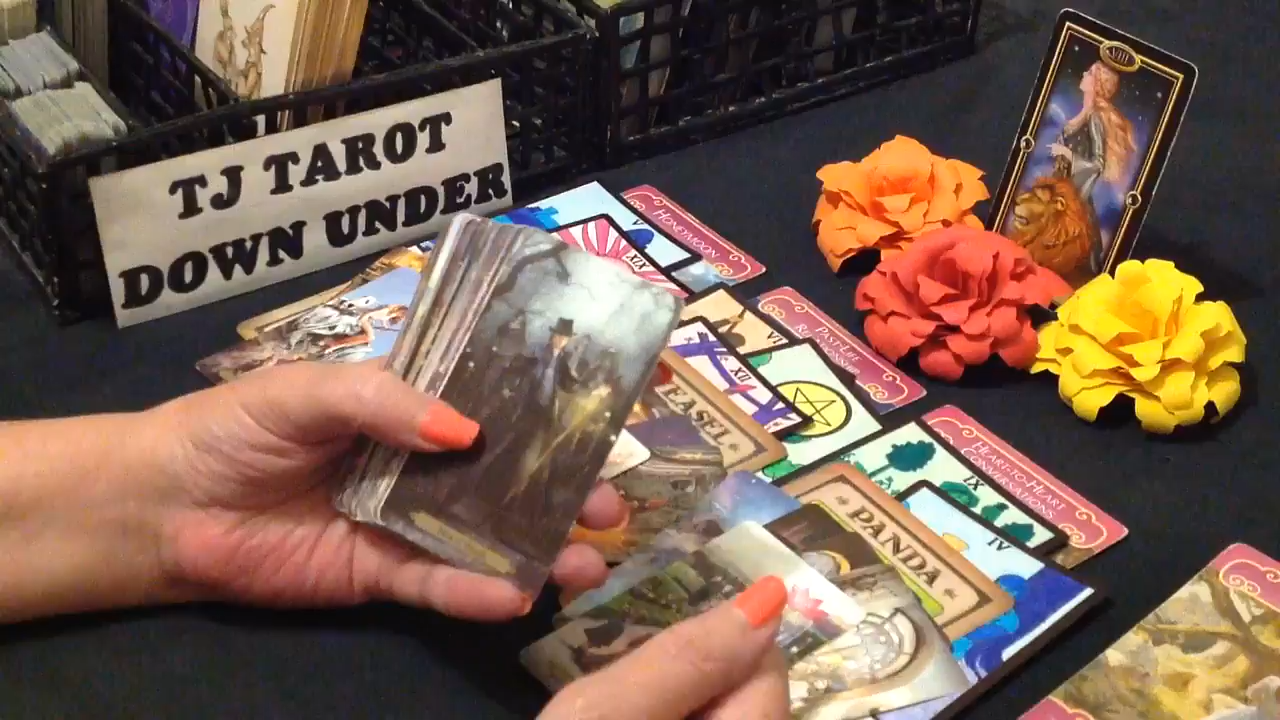 TJ TAROT
DOWN UNDER
VIII
V
HONEYMOON
XIX
VI
PAST-LIFE
RELATIONSHIP
XII
EASEL
IX
HEART-TO-HEART
CONVERSATIONS
IV
PANDA